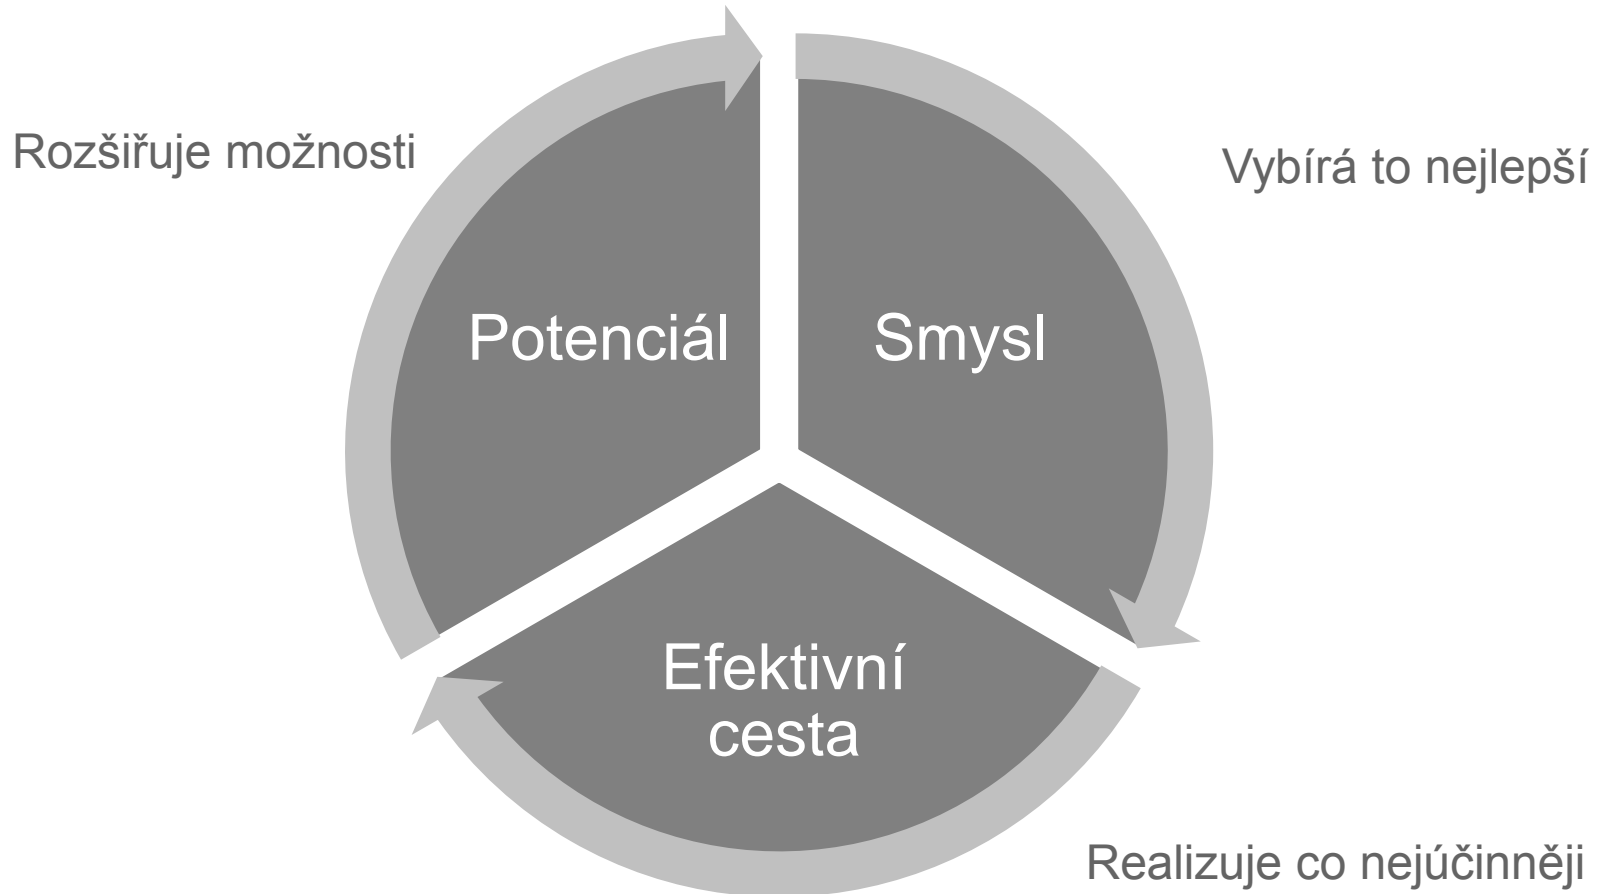 Rozšiřuje možnosti
Vybírá to nejlepší
Potenciál
Smysl
Efektivní
cesta
Realizuje co nejúčinněji